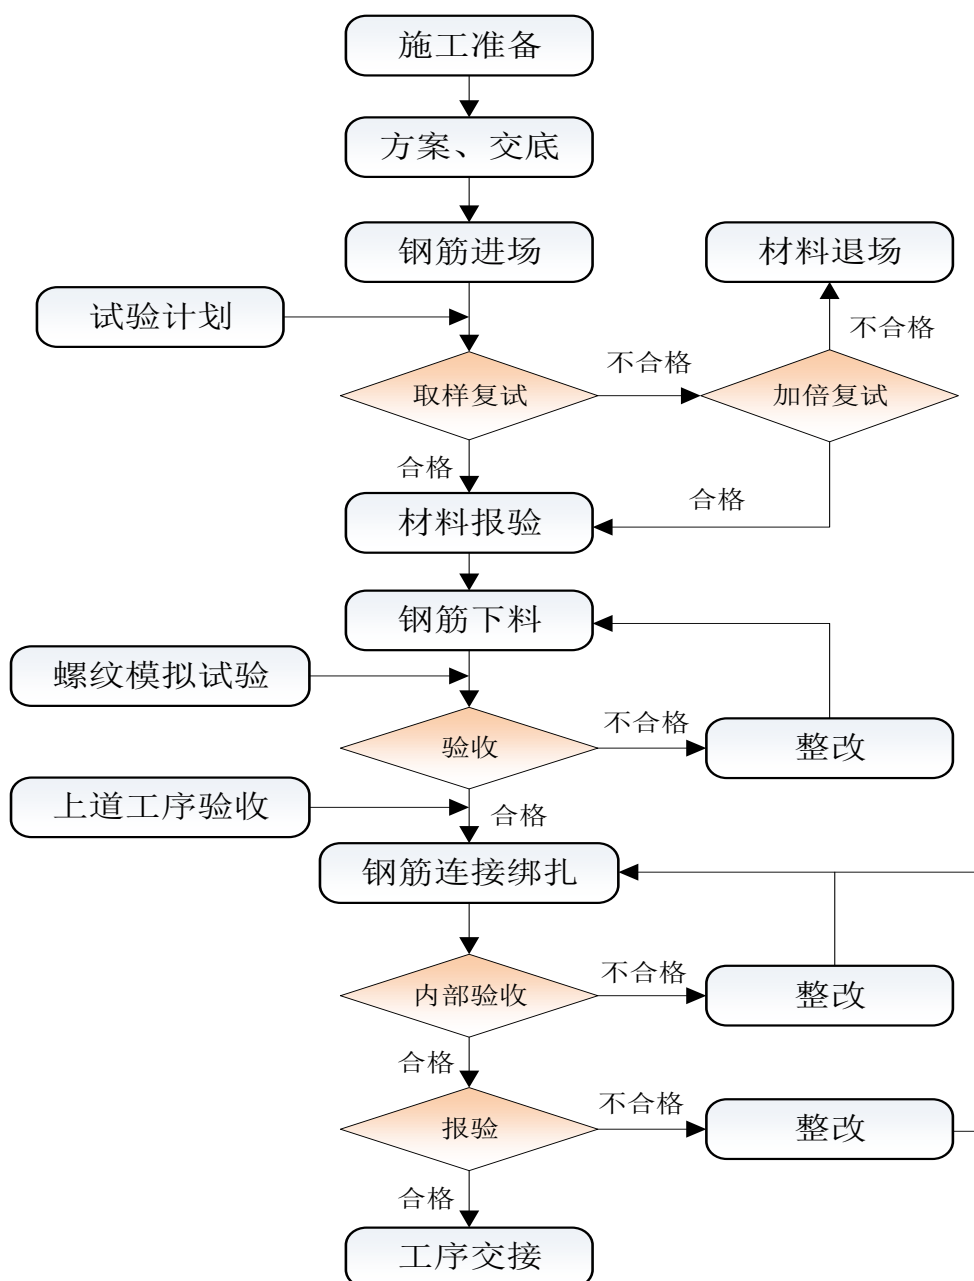 施工准备
方案、交底
钢筋进场
材料退场
试验计划
不合格
不合格
取样复试
加倍复试
合格
合格
材料报验
钢筋下料
螺纹模拟试验
不合格
验收
整改
上道工序验收
合格
钢筋连接绑扎
不合格
内部验收
整改
合格
不合格
报验
整改
合格
工序交接